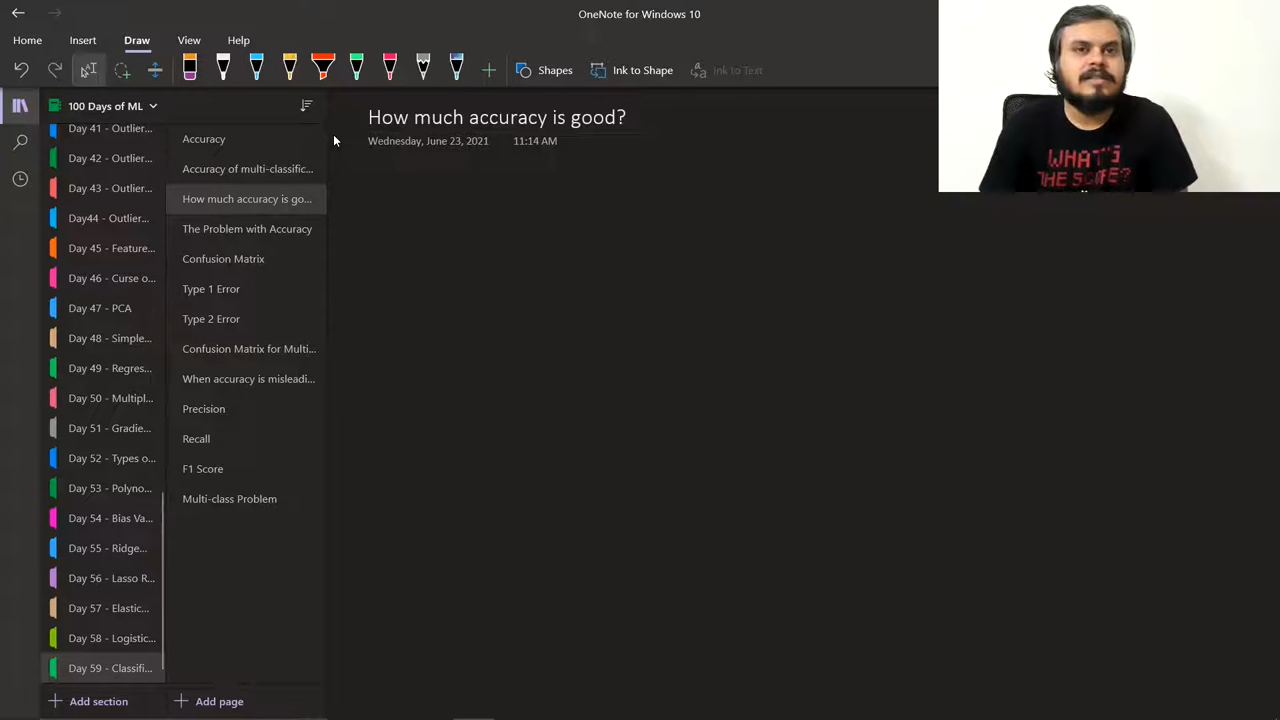 OneNote for Windows 10
Home Insert Draw View Help
Shapes Ink to Shape Ink to Text
100 Days of ML
Day 41 - Outlier...
Day 42 - Outlier...
Day 43 - Outlier...
Day44 - Outlier...
Day 45 - Feature...
Day 46 - Curse o...
Day 47 - PCA
Day 48 - Simple...
Day 49 - Regres...
Day 50 - Multipl...
Day 51 - Gradie...
Day 52 - Types o...
Day 53 - Polyno...
Day 54 - Bias Va...
Day 55 - Ridge...
Day 56 - Lasso R...
Day 57 - Elastic...
Day 58 - Logistic...
Day 59 - Classifi...
Add section
Accuracy
Accuracy of multi-classific...
How much accuracy is go...
The Problem with Accuracy
Confusion Matrix
Type 1 Error
Type 2 Error
Confusion Matrix for Multi...
When accuracy is misleadi...
Precision
Recall
F1 Score
Multi-class Problem
Add page
How much accuracy is good?
Wednesday, June 23, 2021 11:14 AM
WHAT'S
THE SCOPE?